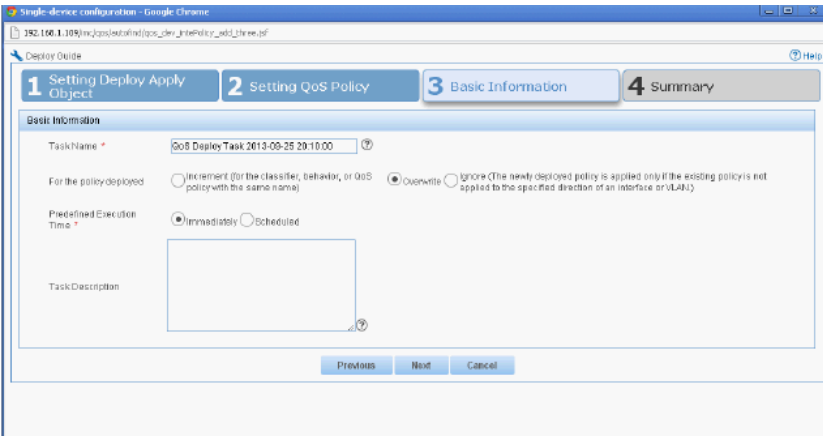 Single-device configuration - Google Chrome
192.168.1.109/imc/qos/autofind/qos_dev_intePolicy_add_three.jsf
Deploy Guide
Help
1 Setting Deploy Apply Object
2 Setting QoS Policy
3 Basic Information
4 Summary
Basic Information
Task Name *
QoS Deploy Task 2013-09-25 20:10:00
For the policy deployed
Increment (for the classifier, behavior, or QoS
policy with the same name)
Overwrite
Ignore (The newly deployed policy is applied only if the existing policy is not
applied to the specified direction of an interface or VLAN.)
Predefined Execution
Time *
Immediately
Scheduled
Task Description
Previous
Next
Cancel